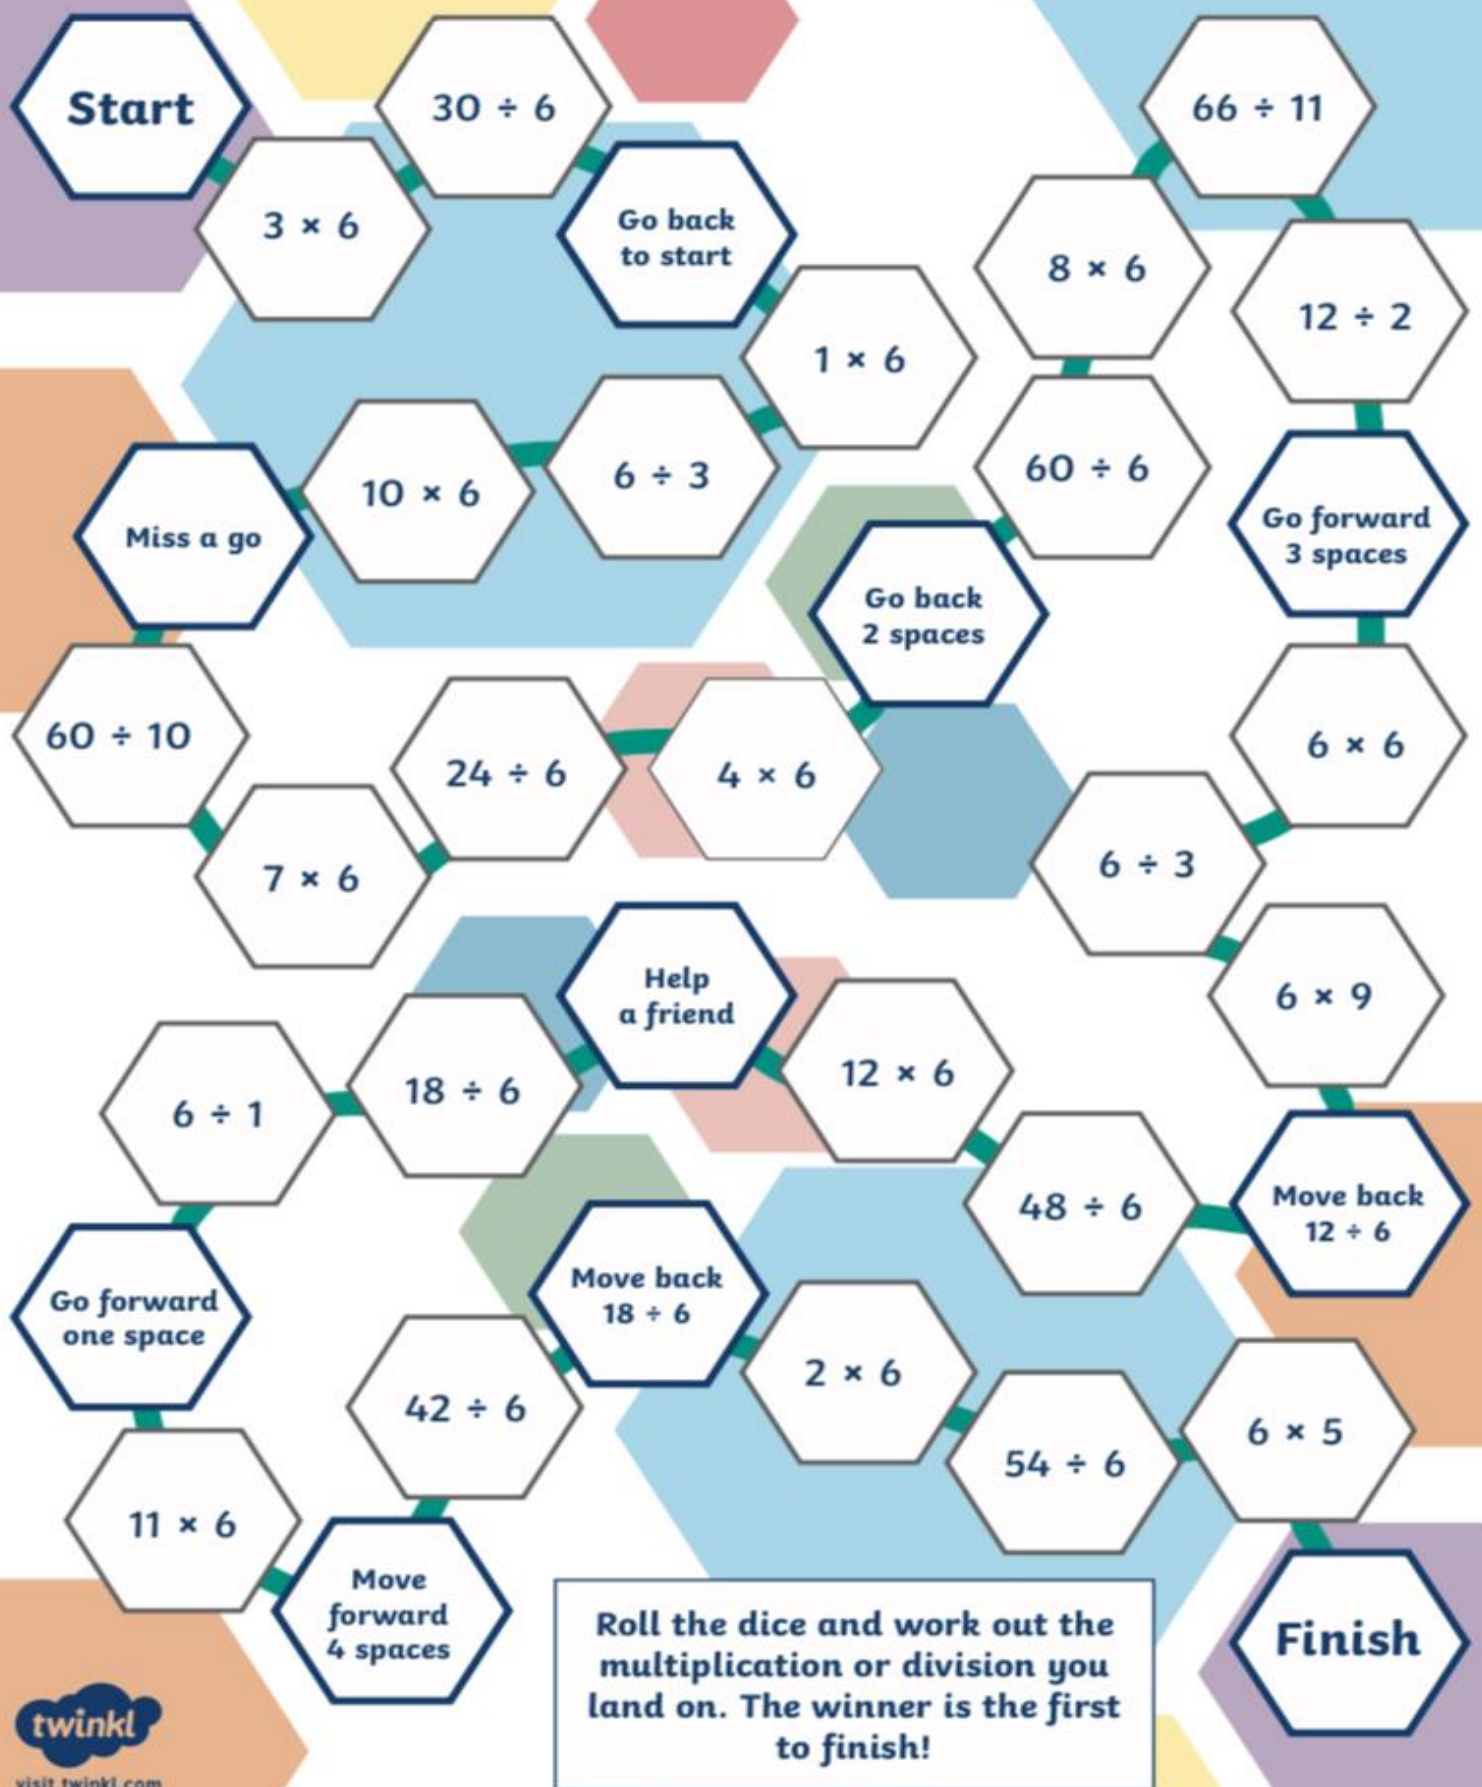 Start
3 × 6
30 ÷ 6
Go back
to start
1 × 6
6 ÷ 3
10 × 6
Miss a go
60 ÷ 10
7 × 6
24 ÷ 6
4 × 6
Go back
2 spaces
60 ÷ 6
8 × 6
66 ÷ 11
12 ÷ 2
Go forward
3 spaces
6 × 6
6 ÷ 3
6 × 9
Move back
12 ÷ 6
48 ÷ 6
12 × 6
Help
a friend
18 ÷ 6
6 ÷ 1
Go forward
one space
11 × 6
Move
forward
4 spaces
42 ÷ 6
Move back
18 ÷ 6
2 × 6
54 ÷ 6
6 × 5
Finish
Roll the dice and work out the
multiplication or division you
land on. The winner is the first
to finish!
twinkl
visit twinkl.com